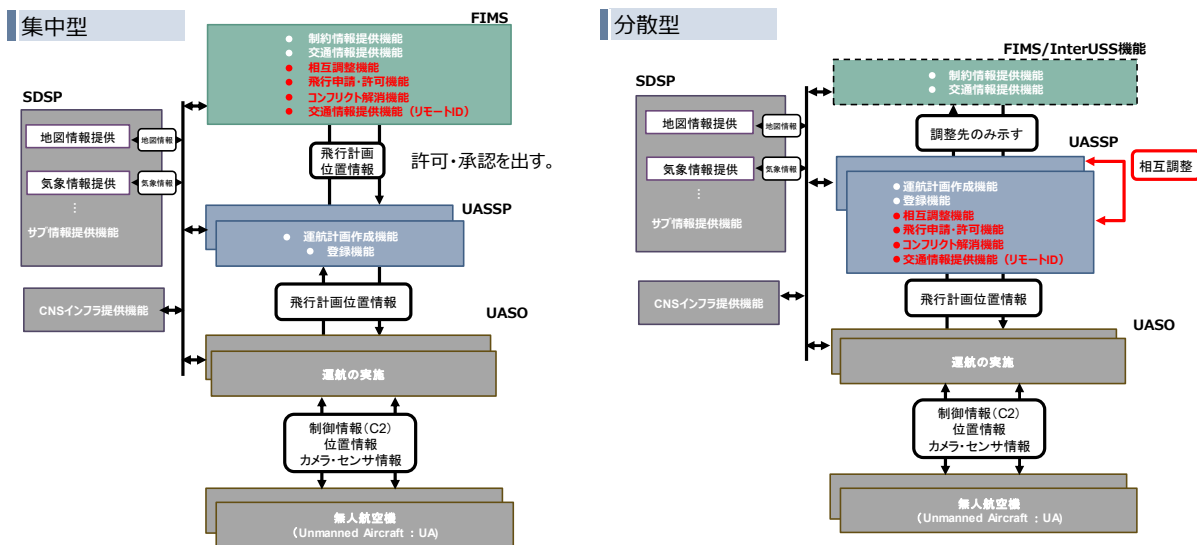 集中型
FIMS
● 制約情報提供機能
● 交通情報提供機能
● 相互調整機能
● 飛行申請・許可機能
● コンフリクト解消機能
● 交通情報提供機能（リモートID）
SDSP
地図情報提供
地図情報
気象情報提供
気象情報
⋮
サブ情報提供機能
飛行計画
位置情報
許可・承認を出す。
UASSP
● 運航計画作成機能
● 登録機能
CNSインフラ提供機能
飛行計画位置情報
UASO
運航の実施
制御情報（C2）
位置情報
カメラ・センサ情報
無人航空機
（Unmanned Aircraft : UA）
分散型
FIMS/InterUSS機能
● 制約情報提供機能
● 交通情報提供機能
SDSP
地図情報提供
地図情報
気象情報提供
気象情報
⋮
サブ情報提供機能
調整先のみ示す
UASSP
相互調整
● 運航計画作成機能
● 登録機能
● 相互調整機能
● 飛行申請・許可機能
● コンフリクト解消機能
● 交通情報提供機能（リモートID）
CNSインフラ提供機能
飛行計画位置情報
UASO
運航の実施
制御情報（C2）
位置情報
カメラ・センサ情報
無人航空機
（Unmanned Aircraft : UA）